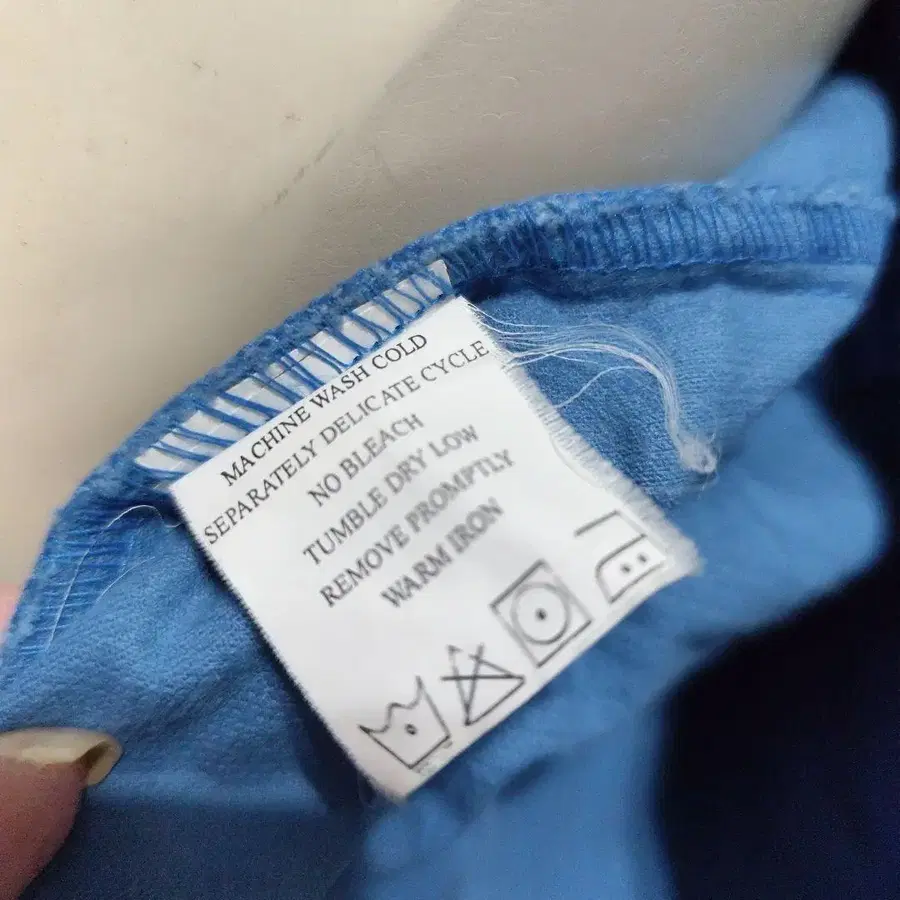 MACHINE WASH COLD
SEPARATELY DELICATE CYCLE
NO BLEACH
TUMBLE DRY LOW
REMOVE PROMPTLY
WARM IRON